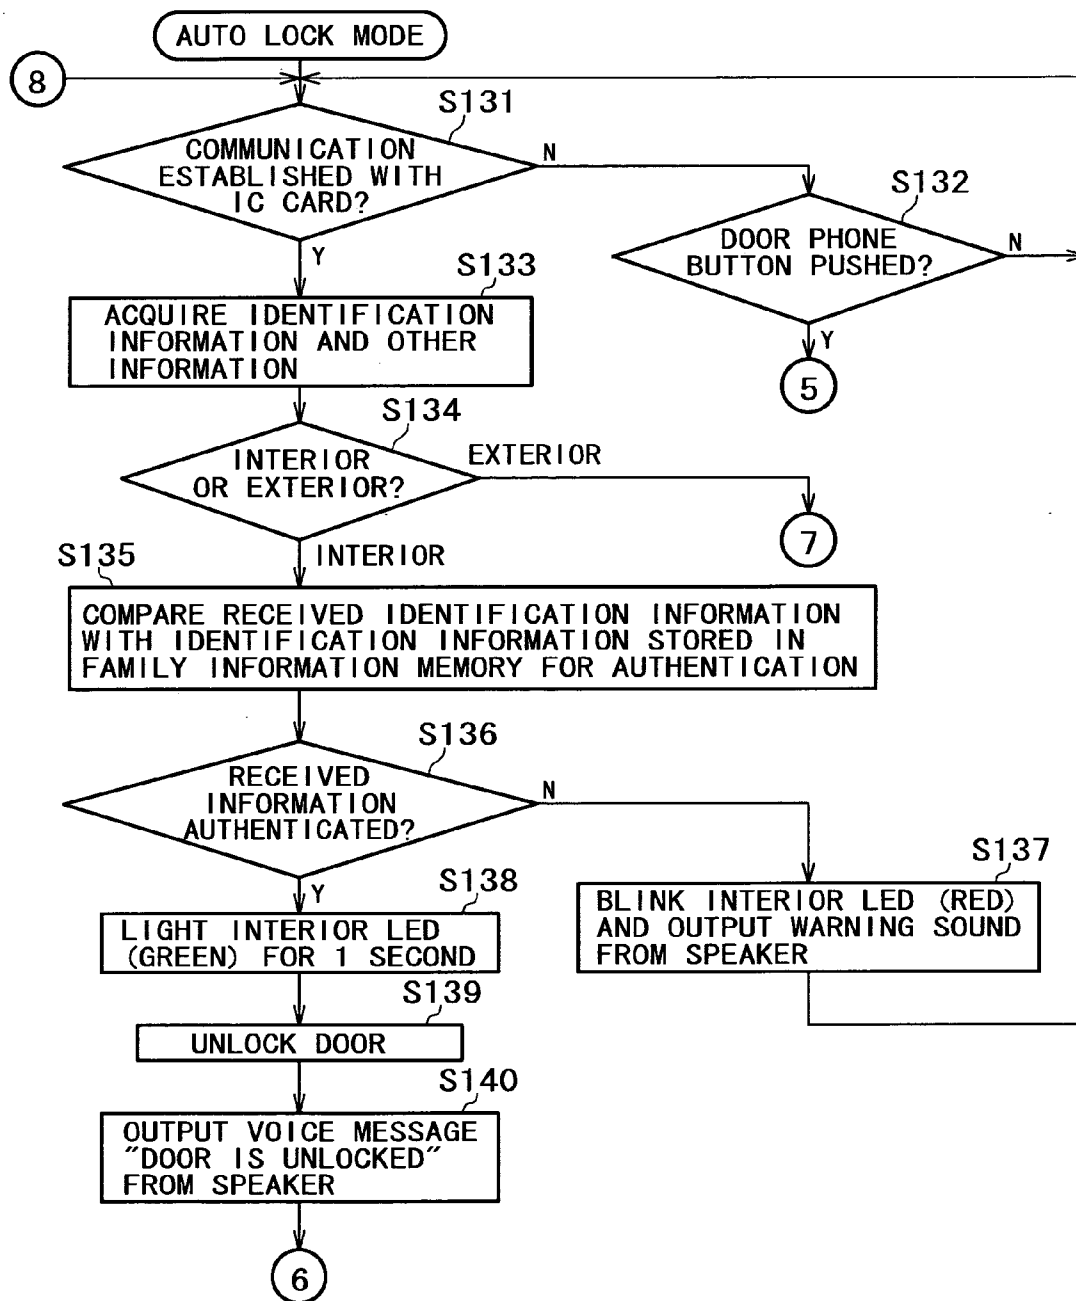 AUTO LOCK MODE
8
S131
COMMUNICATION
ESTABLISHED WITH
IC CARD?
N
Y
S132
DOOR PHONE
BUTTON PUSHED?
N
Y
5
S133
ACQUIRE IDENTIFICATION
INFORMATION AND OTHER
INFORMATION
S134
INTERIOR
OR EXTERIOR?
EXTERIOR
7
INTERIOR
S135
COMPARE RECEIVED IDENTIFICATION INFORMATION
WITH IDENTIFICATION INFORMATION STORED IN
FAMILY INFORMATION MEMORY FOR AUTHENTICATION
S136
RECEIVED
INFORMATION
AUTHENTICATED?
N
Y
S137
BLINK INTERIOR LED (RED)
AND OUTPUT WARNING SOUND
FROM SPEAKER
S138
LIGHT INTERIOR LED
(GREEN) FOR 1 SECOND
S139
UNLOCK DOOR
S140
OUTPUT VOICE MESSAGE
"DOOR IS UNLOCKED"
FROM SPEAKER
6